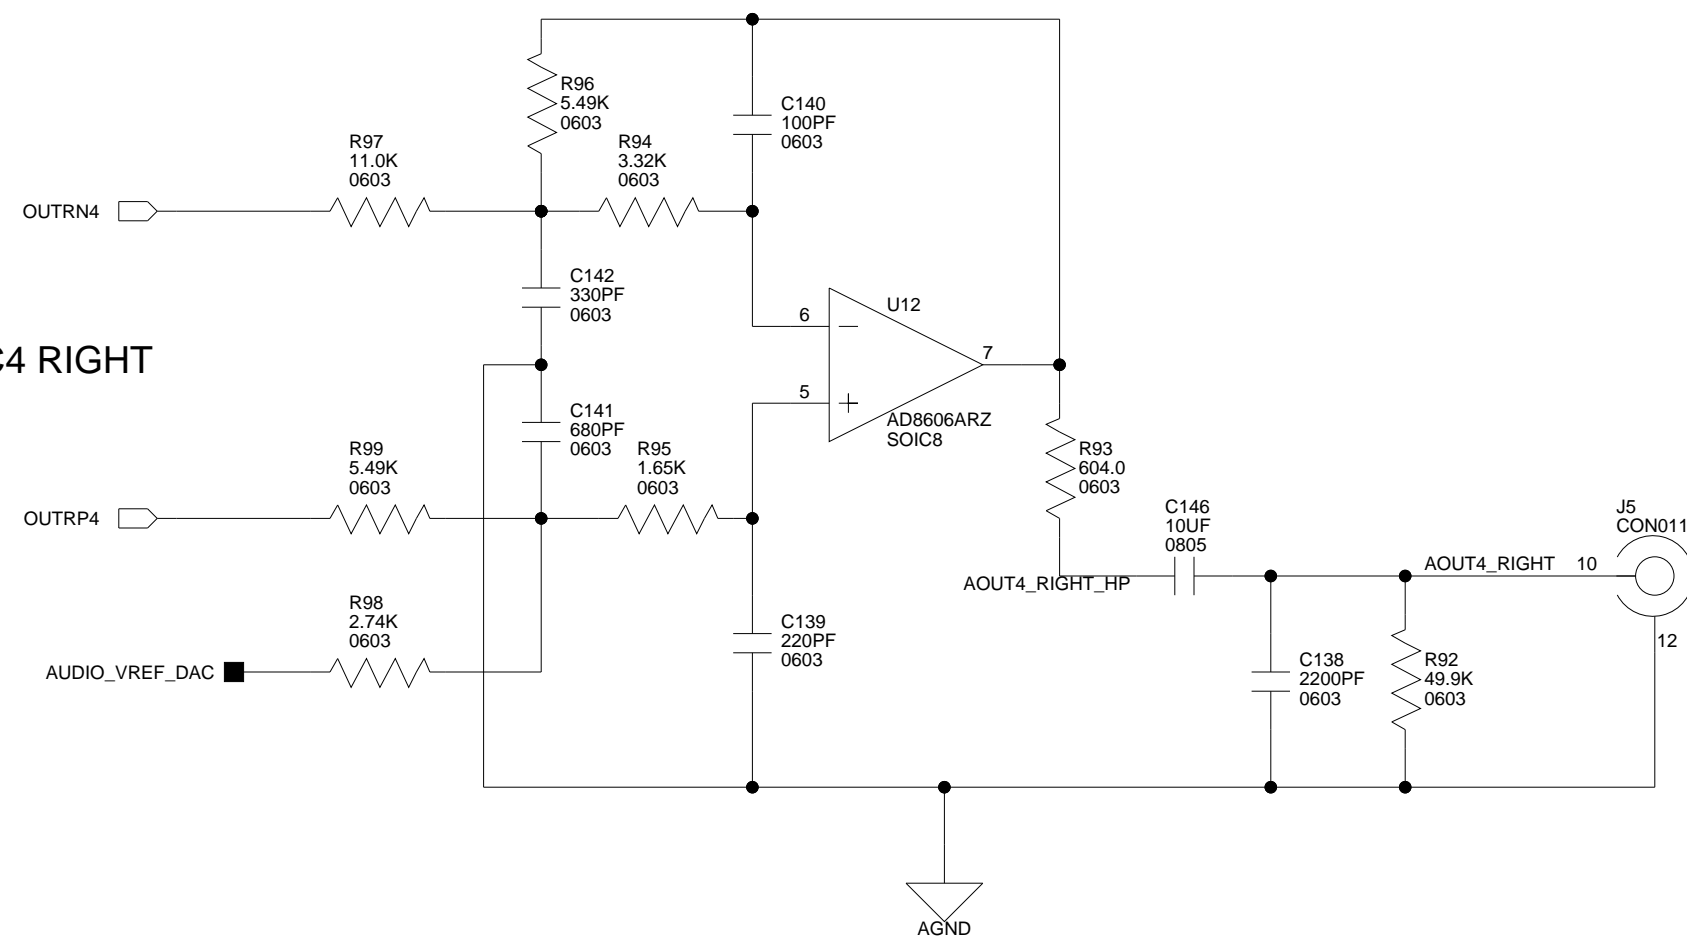 R96
5.49K
0603
C140
100PF
0603
R97
11.0K
0603
R94
3.32K
0603
OUTRN4
C142
330PF
0603
U12
6
7
5
AD8606ARZ
SOIC8
C4 RIGHT
C141
680PF
0603
R99
5.49K
0603
R95
1.65K
0603
OUTRP4
R93
604.0
0603
C146
10UF
0805
AOUT4_RIGHT_HP
J5
CON011
AOUT4_RIGHT 10
12
R98
2.74K
0603
AUDIO_VREF_DAC
C139
220PF
0603
C138
2200PF
0603
R92
49.9K
0603
AGND